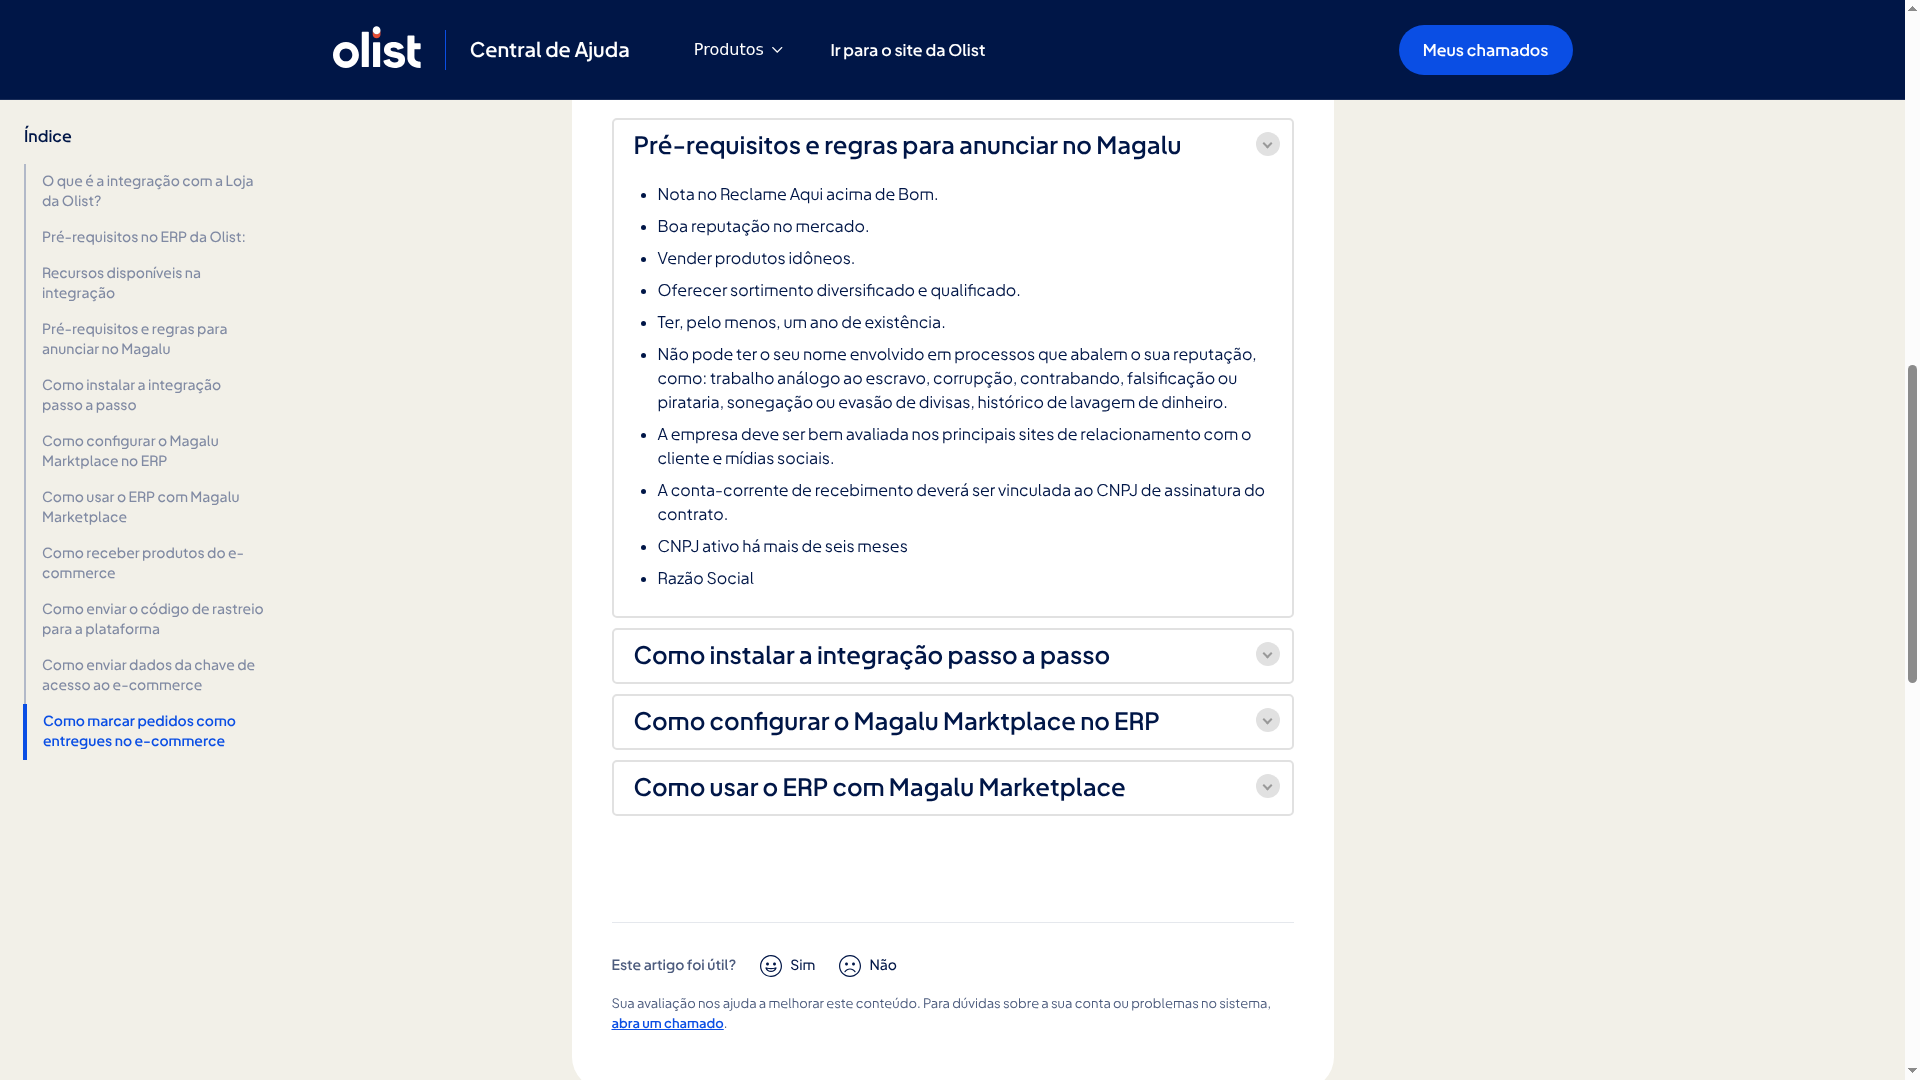 olist
Central de Ajuda
Produtos
Ir para o site da Olist
Meus chamados
Índice
O que é a integração com a Loja
da Olist?
Pré-requisitos no ERP da Olist:
Recursos disponíveis na
integração
Pré-requisitos e regras para
anunciar no Magalu
Como instalar a integração
passo a passo
Como configurar o Magalu
Marktplace no ERP
Como usar o ERP com Magalu
Marketplace
Como receber produtos do e-
commerce
Como enviar o código de rastreio
para a plataforma
Como enviar dados da chave de
acesso ao e-commerce
Como marcar pedidos como
entregues no e-commerce
Pré-requisitos e regras para anunciar no Magalu
• Nota no Reclame Aqui acima de Bom.
• Boa reputação no mercado.
• Vender produtos idôneos.
• Oferecer sortimento diversificado e qualificado.
• Ter, pelo menos, um ano de existência.
• Não pode ter o seu nome envolvido em processos que abalem o sua reputação,
como: trabalho análogo ao escravo, corrupção, contrabando, falsificação ou
pirataria, sonegação ou evasão de divisas, histórico de lavagem de dinheiro.
• A empresa deve ser bem avaliada nos principais sites de relacionamento com o
cliente e mídias sociais.
• A conta-corrente de recebimento deverá ser vinculada ao CNPJ de assinatura do
contrato.
• CNPJ ativo há mais de seis meses
• Razão Social
Como instalar a integração passo a passo
Como configurar o Magalu Marktplace no ERP
Como usar o ERP com Magalu Marketplace
Este artigo foi útil?
Sim
Não
Sua avaliação nos ajuda a melhorar este conteúdo. Para dúvidas sobre a sua conta ou problemas no sistema,
abra um chamado.